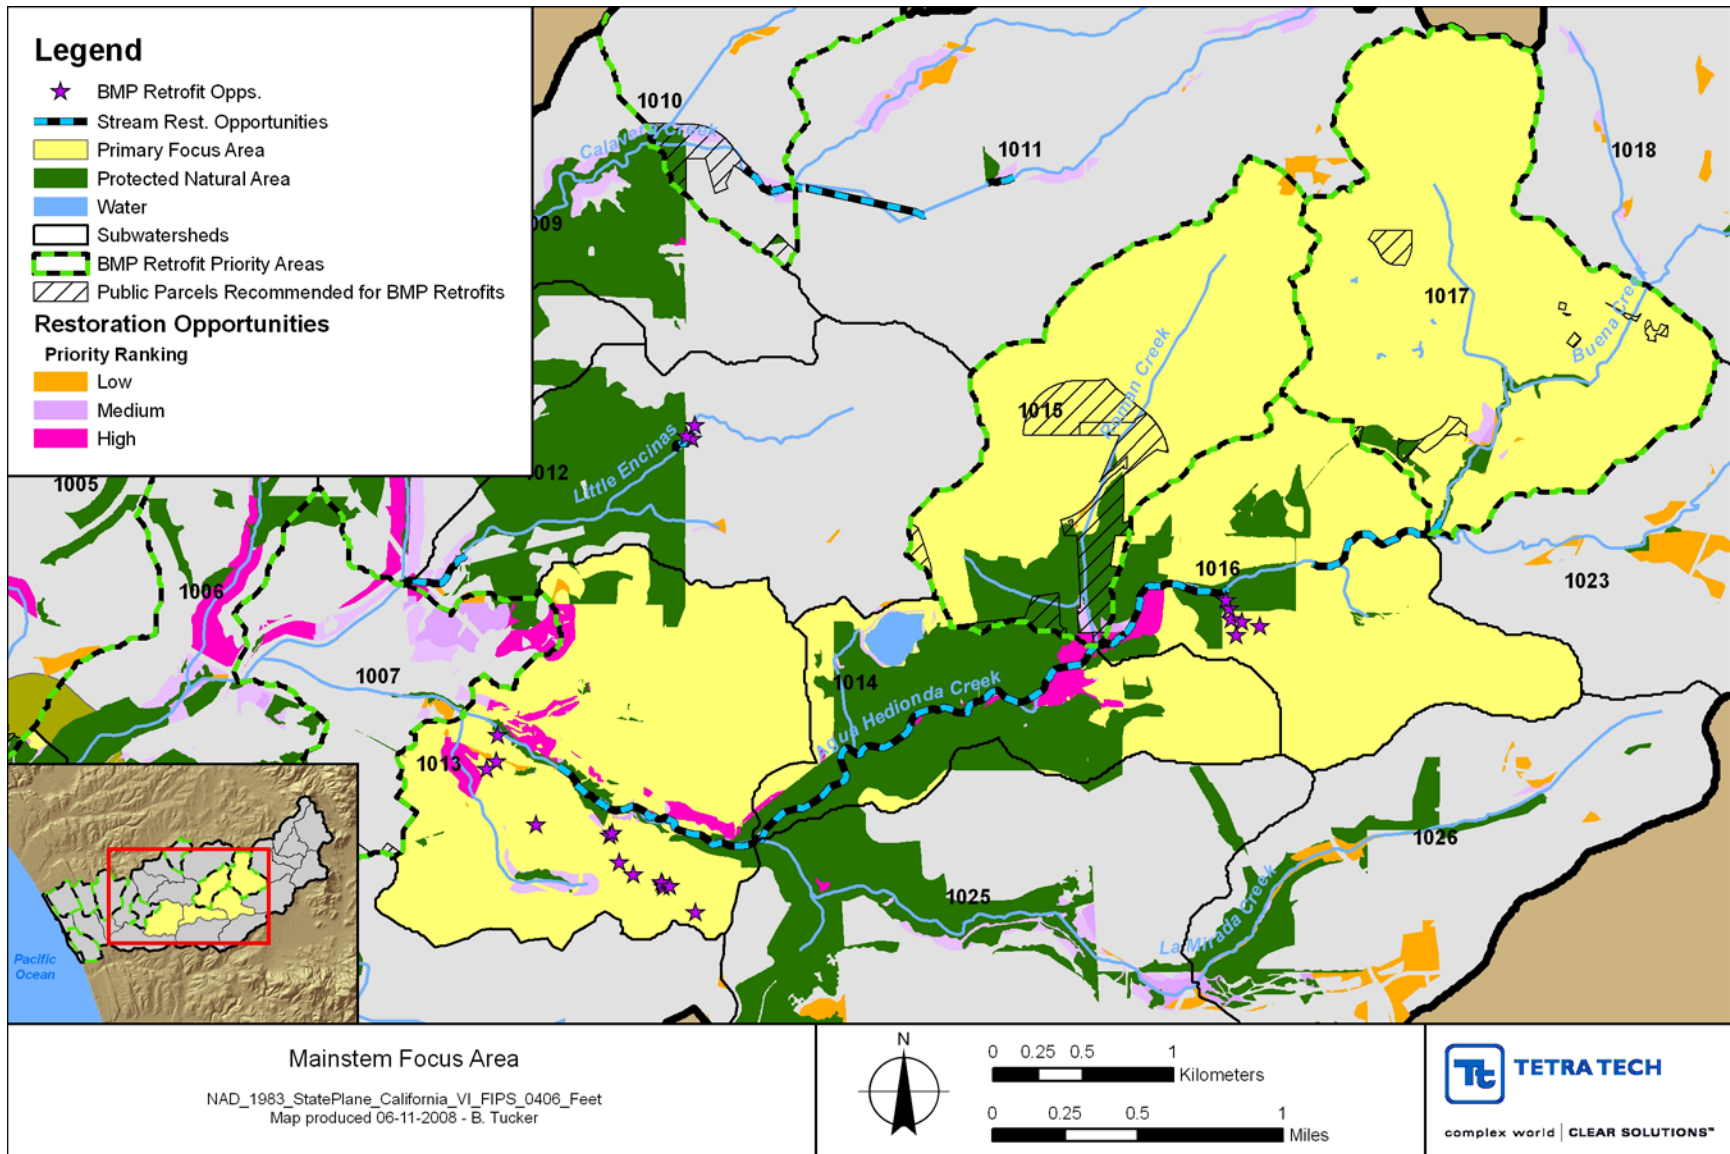 Legend
BMP Retrofit Opps.
Stream Rest. Opportunities
Primary Focus Area
Protected Natural Area
Water
Subwatersheds
BMP Retrofit Priority Areas
Public Parcels Recommended for BMP Retrofits
Restoration Opportunities
Priority Ranking
Low
Medium
High
1010
Calavera Creek
1011
1018
009
1017
Buena Creek
Roman Creek
1015
Little Encinas
1012
1005
1006
1016
1023
1007
1014
Agua Hedionda Creek
1013
1026
1025
La Mirada Creek
Pacific
Ocean
Mainstem Focus Area
NAD_1983_StatePlane_California_VI_FIPS_0406_Feet
Map produced 06-11-2008 - B. Tucker
N
0 0.25 0.5 1
Kilometers
0 0.25 0.5 1
Miles
Tt
TETRA TECH
complex world | CLEAR SOLUTIONS™